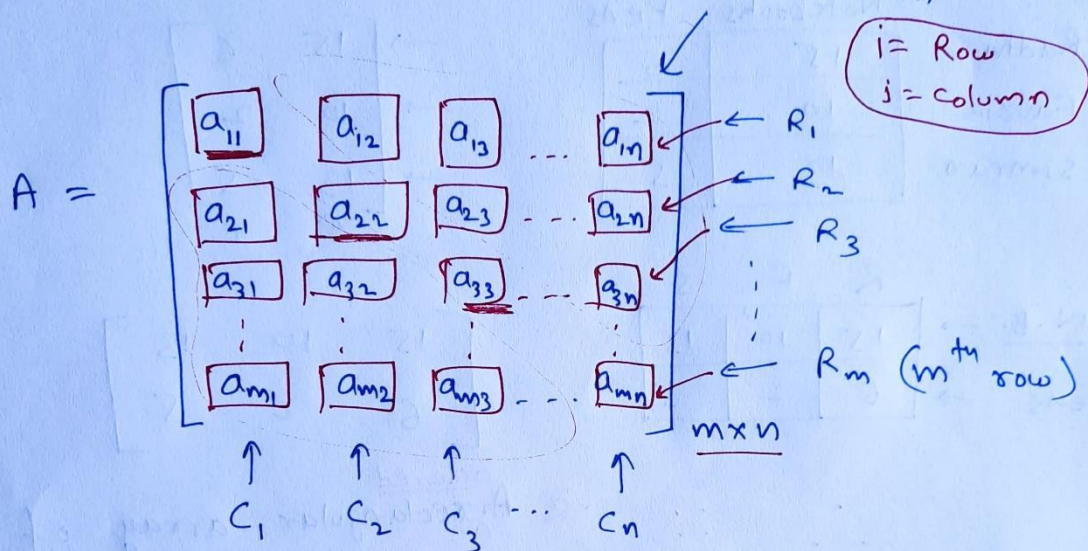 i = Row
j = Column
A =
a11 a12 a13 ... a1n ← R1
a21 a22 a23 ... a2n ← R2
a31 a32 a33 ... a3n ← R3
am1 am2 am3 ... amn ← Rm (mth row)
m×n
↑ ↑ ↑ ↑
C1 C2 C3 ... Cn